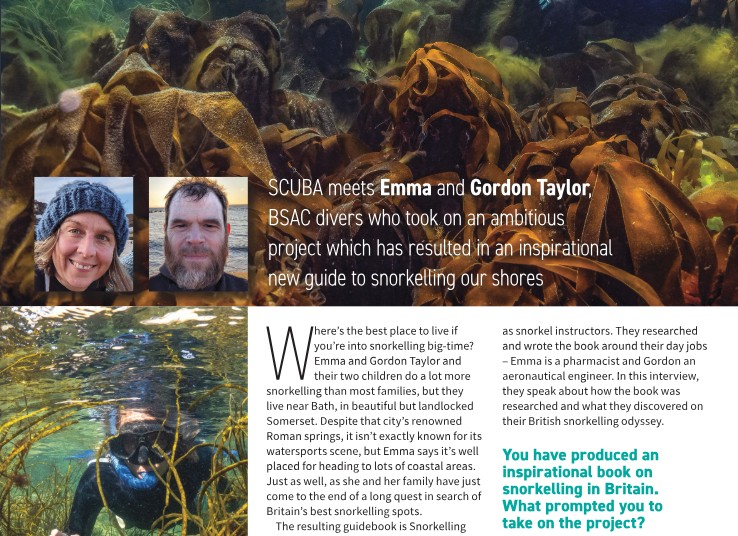 SCUBA meets Emma and Gordon Taylor,
BSAC divers who took on an ambitious
project which has resulted in an inspirational
new guide to snorkelling our shores
Where's the best place to live if
you're into snorkelling big-time?
Emma and Gordon Taylor and
their two children do a lot more
snorkelling than most families, but they
live near Bath, in beautiful but landlocked
Somerset. Despite that city's renowned
Roman springs, it isn't exactly known for its
watersports scene, but Emma says it's well
placed for heading to lots of coastal areas.
Just as well, as she and her family have just
come to the end of a long quest in search of
Britain's best snorkelling spots.
The resulting guidebook is Snorkelling
as snorkel instructors. They researched
and wrote the book around their day jobs
– Emma is a pharmacist and Gordon an
aeronautical engineer. In this interview,
they speak about how the book was
researched and what they discovered on
their British snorkelling odyssey.
You have produced an
inspirational book on
snorkelling in Britain.
What prompted you to
take on the project?